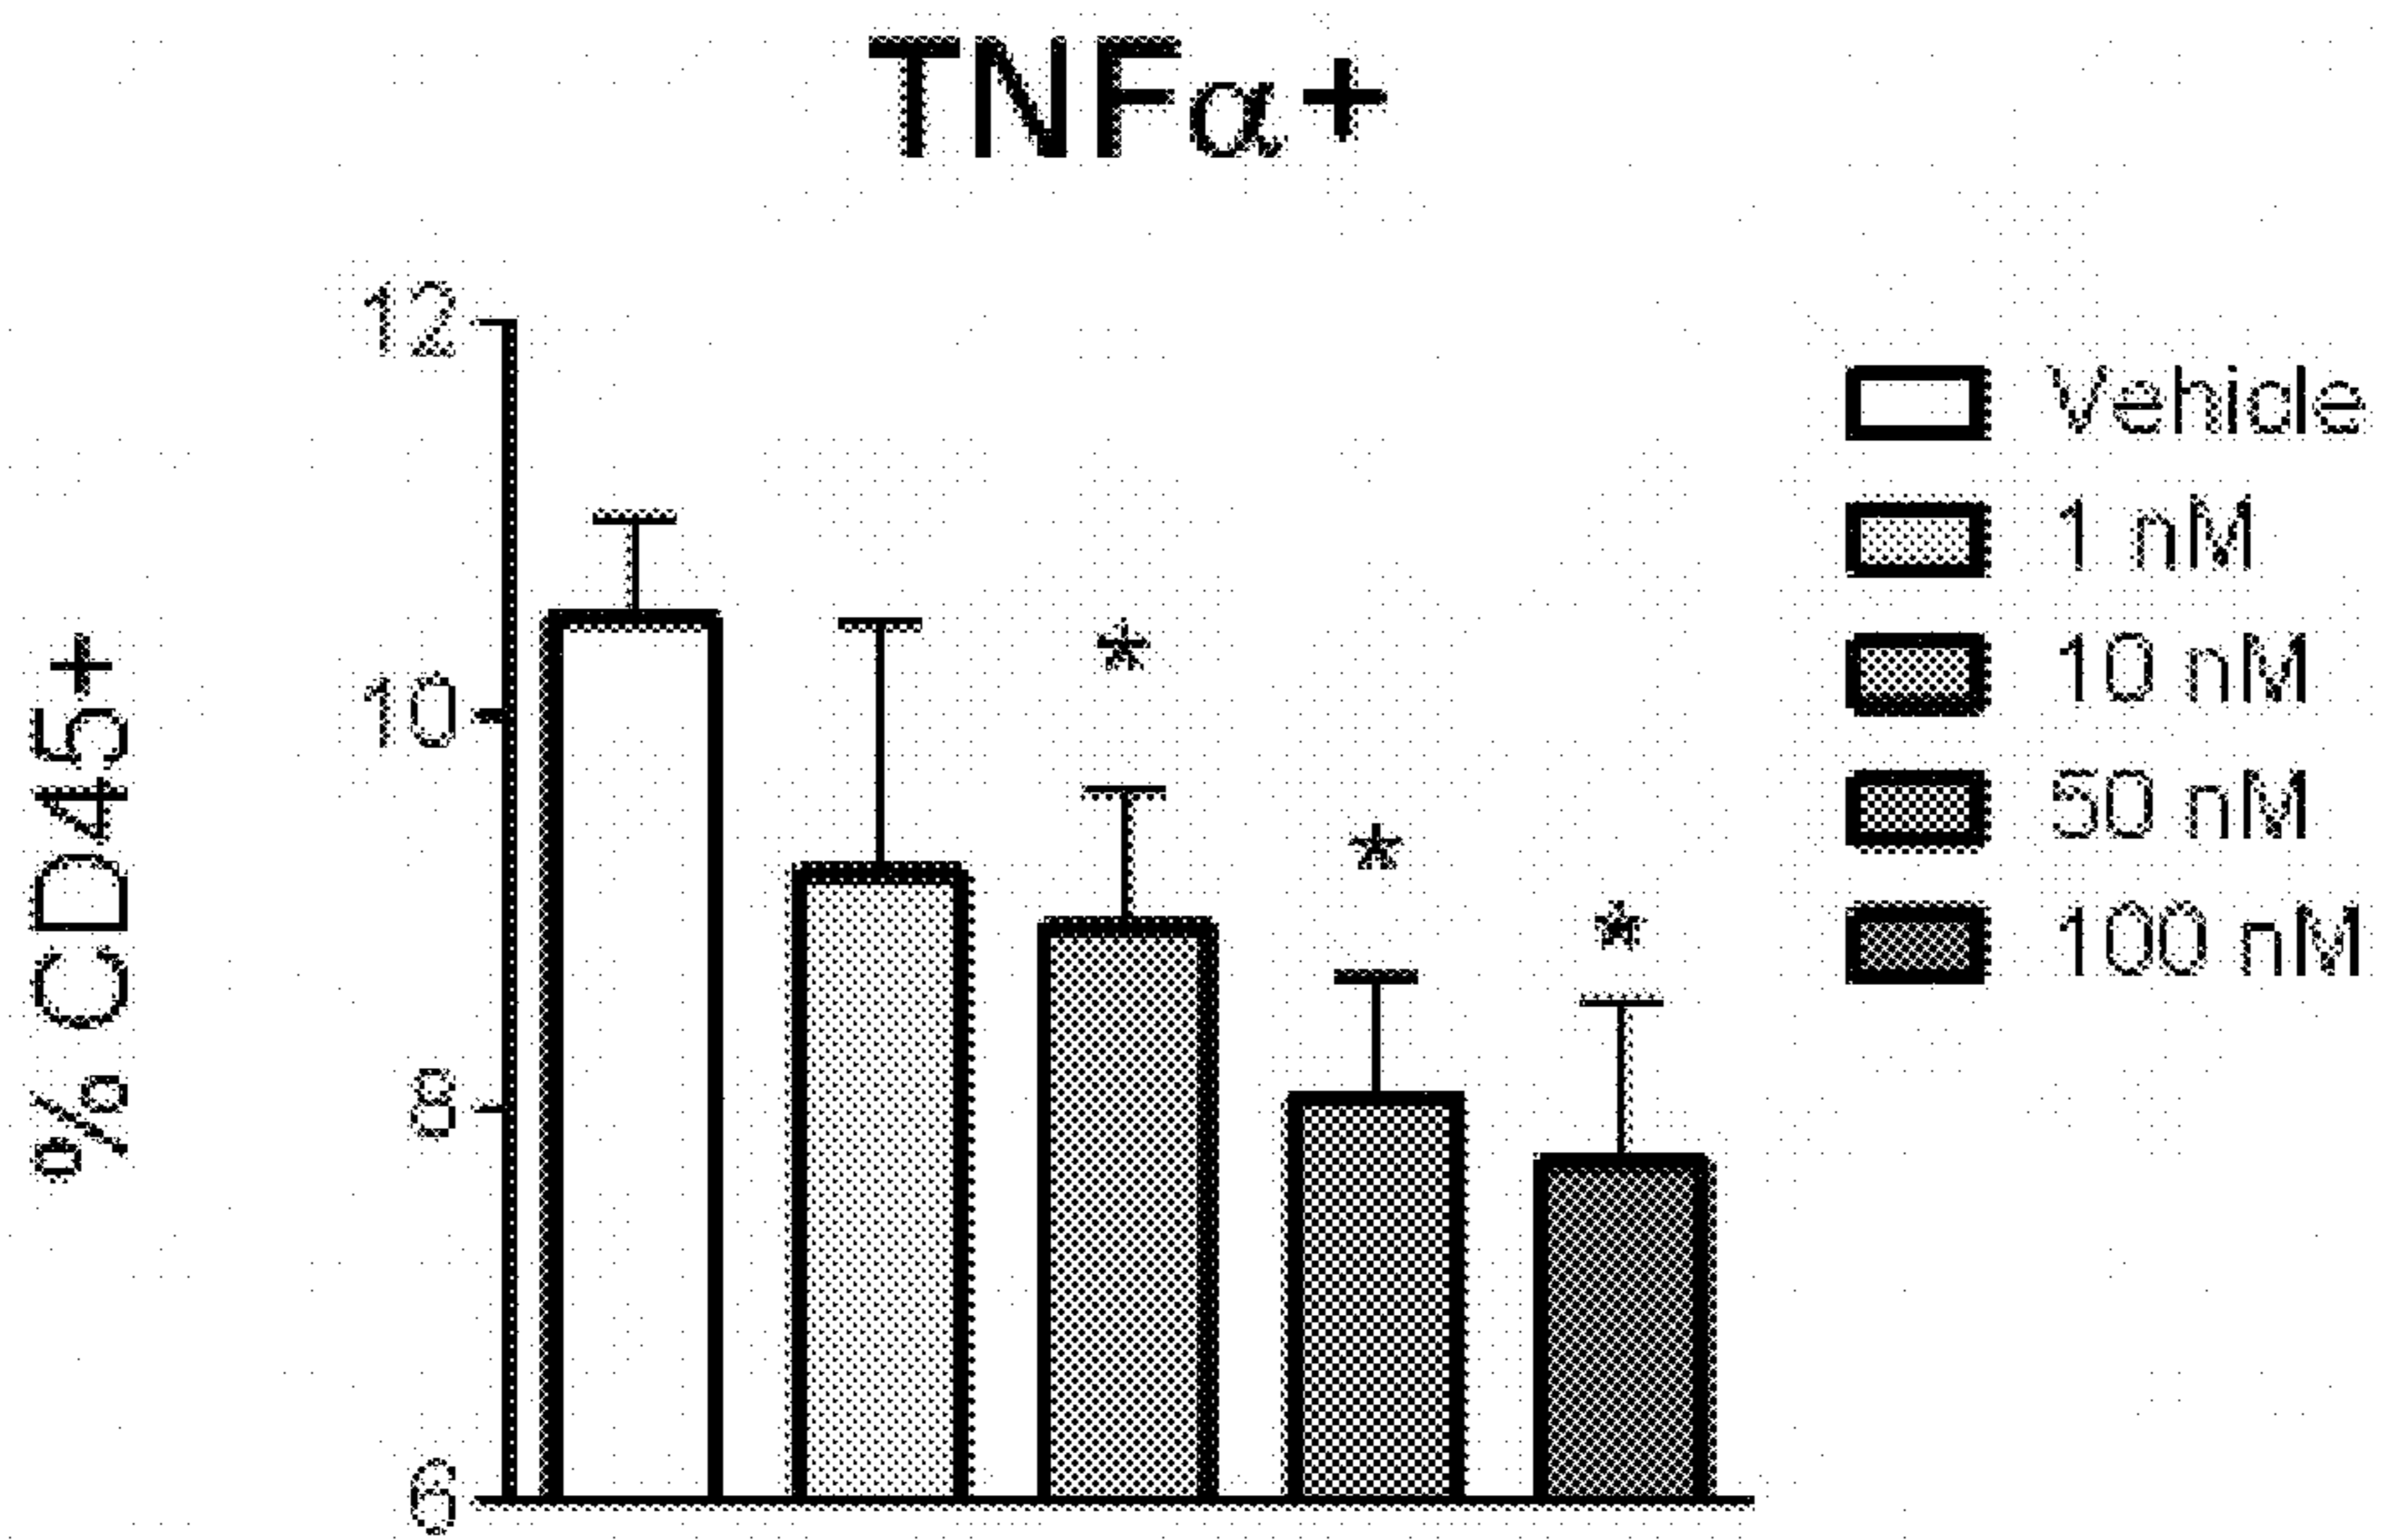 TNFα+
% CD45+
12
10
8
6
*
*
*
Vehicle
1 nM
10 nM
50 nM
100 nM